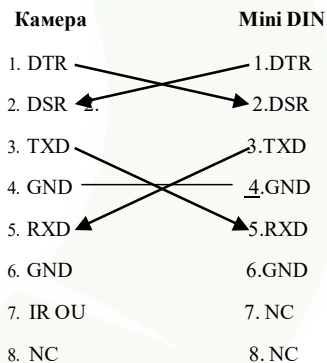 Камера Mini DIN
1. DTR 1.DTR
2. DSR 2. 2.DSR
3. TXD 3.TXD
4. GND 4.GND
5. RXD 5.RXD
6. GND 6.GND
7. IR OU 7. NC
8. NC 8. NC